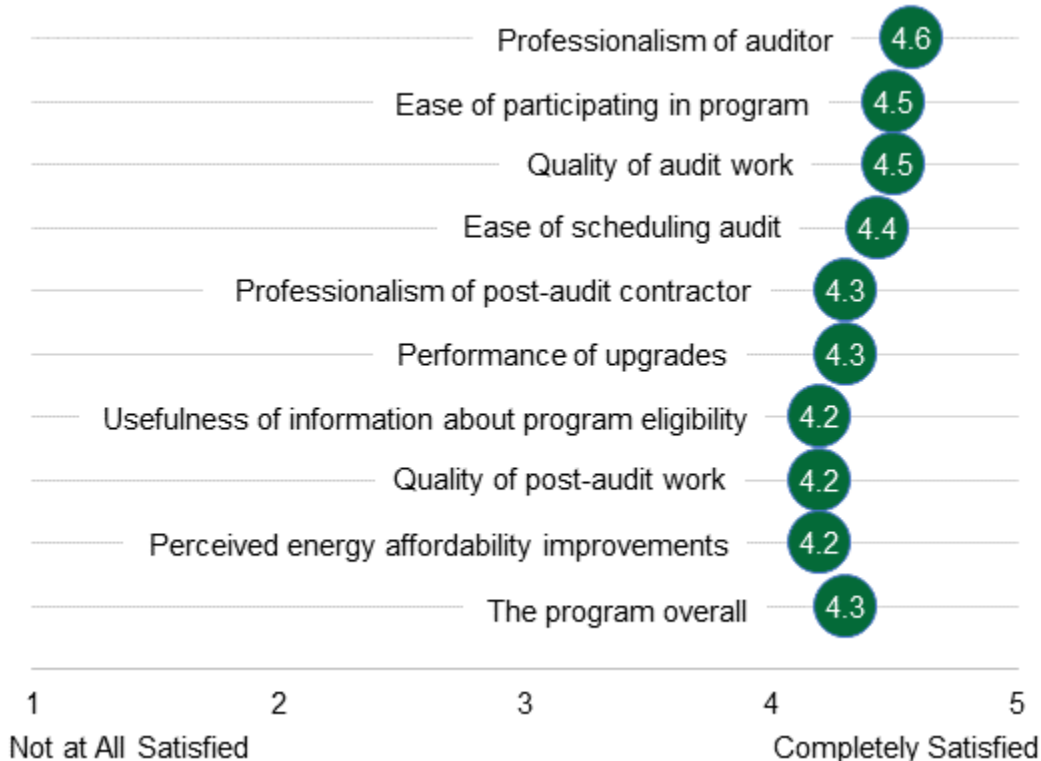 Professionalism of auditor 4.6
Ease of participating in program 4.5
Quality of audit work 4.5
Ease of scheduling audit 4.4
Professionalism of post-audit contractor 4.3
Performance of upgrades 4.3
Usefulness of information about program eligibility 4.2
Quality of post-audit work 4.2
Perceived energy affordability improvements 4.2
The program overall 4.3
1 2 3 4 5
Not at All Satisfied Completely Satisfied